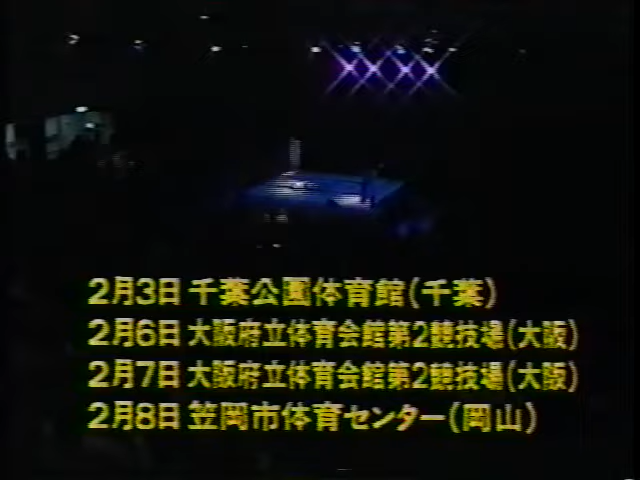 2月3日 千葉公園体育館(千葉)
2月6日 大阪府立体育会館第2競技場(大阪)
2月7日 大阪府立体育会館第2競技場(大阪)
2月8日 笠岡市体育センター(岡山)